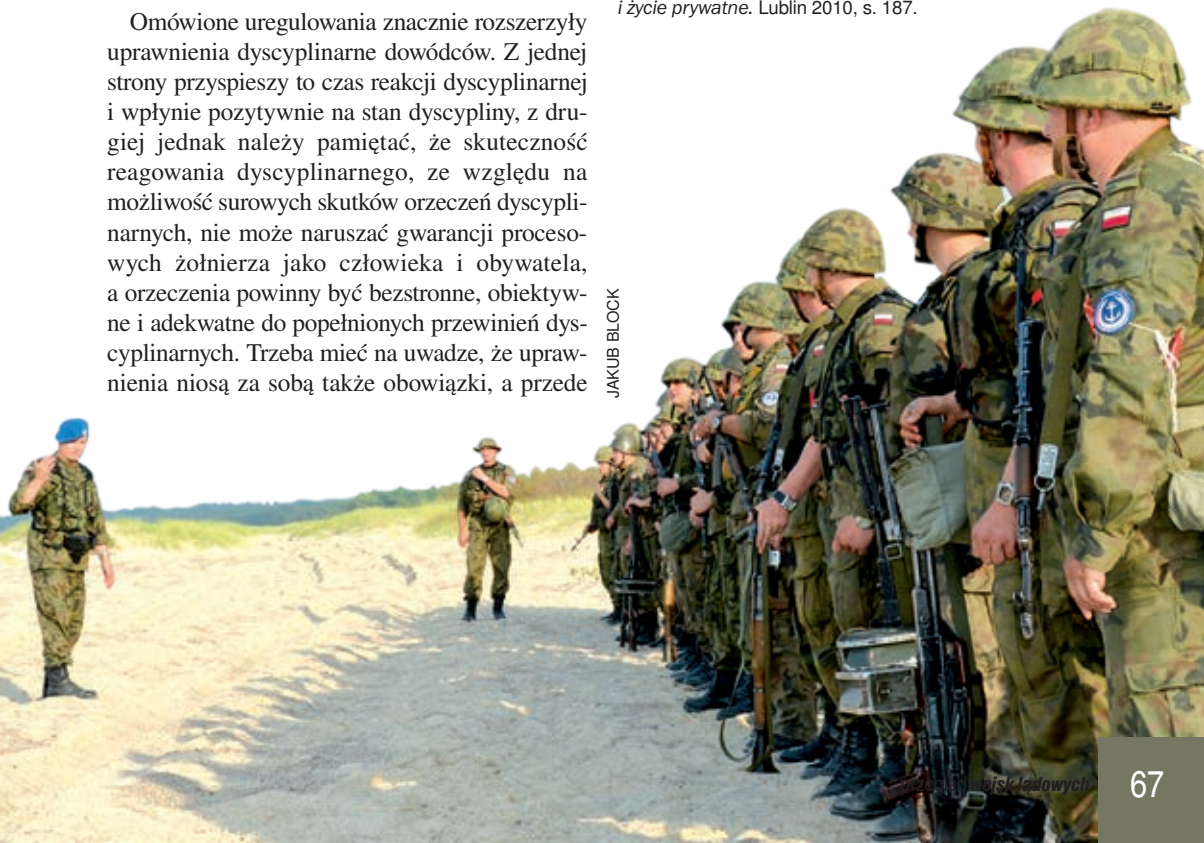 Omówione uregulowania znacznie rozszerzyły
uprawnienia dyscyplinarne dowódców. Z jednej
strony przyspieszy to czas reakcji dyscyplinarnej
i wpłynie pozytywnie na stan dyscypliny, z dru-
giej jednak należy pamiętać, że skuteczność
reagowania dyscyplinarnego, ze względu na
możliwość surowych skutków orzeczeń dyscypli-
narnych, nie może naruszać gwarancji proceso-
wych żołnierza jako człowieka i obywatela,
a orzeczenia powinny być bezstronne, obiektyw-
ne i adekwatne do popełnionych przewinień dys-
cyplinarnych. Trzeba mieć na uwadze, że upraw-
nienia niosą za sobą także obowiązki, a przede
i życie prywatne. Lublin 2010, s. 187.
JAKUB BLOCK
przegląd wojsk lądowych
67